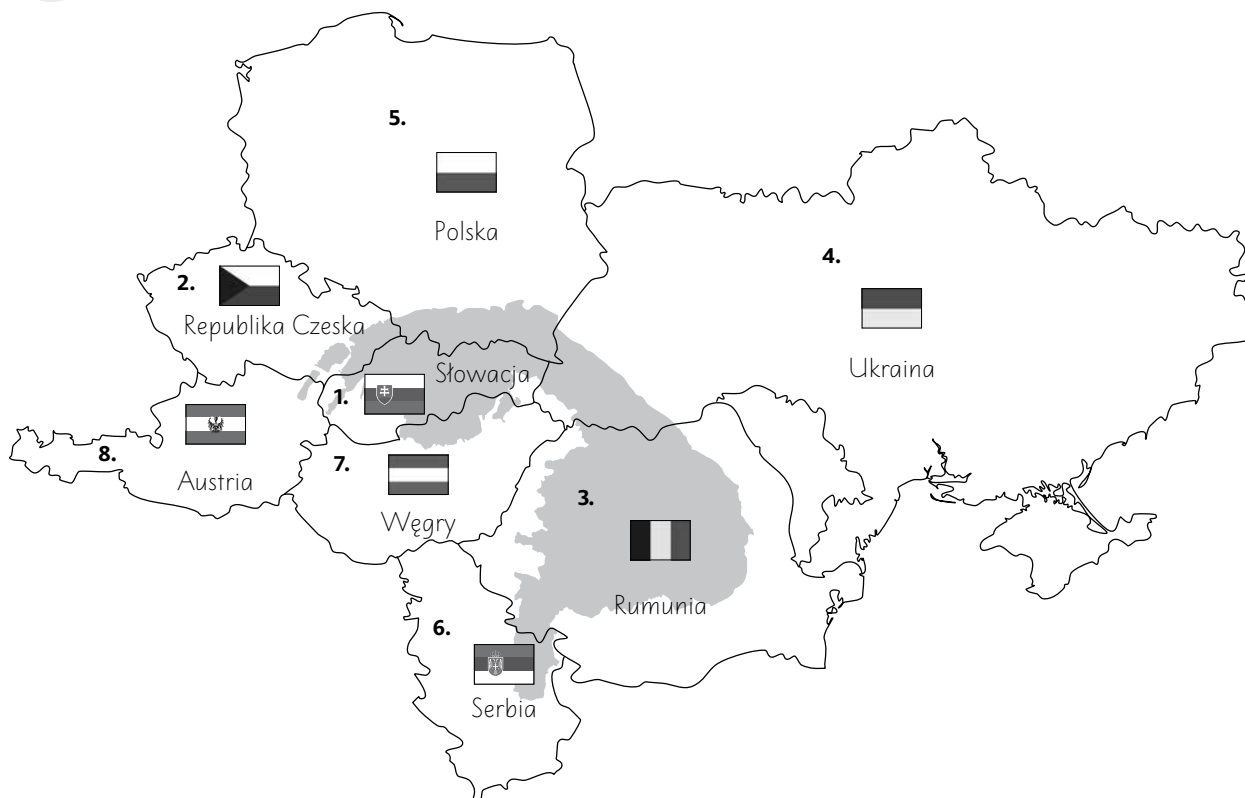 5.
Polska
4.
Ukraina
2.
Republika Czeska
1.
Słowacja
8.
Austria
7.
Węgry
3.
Rumunia
6.
Serbia